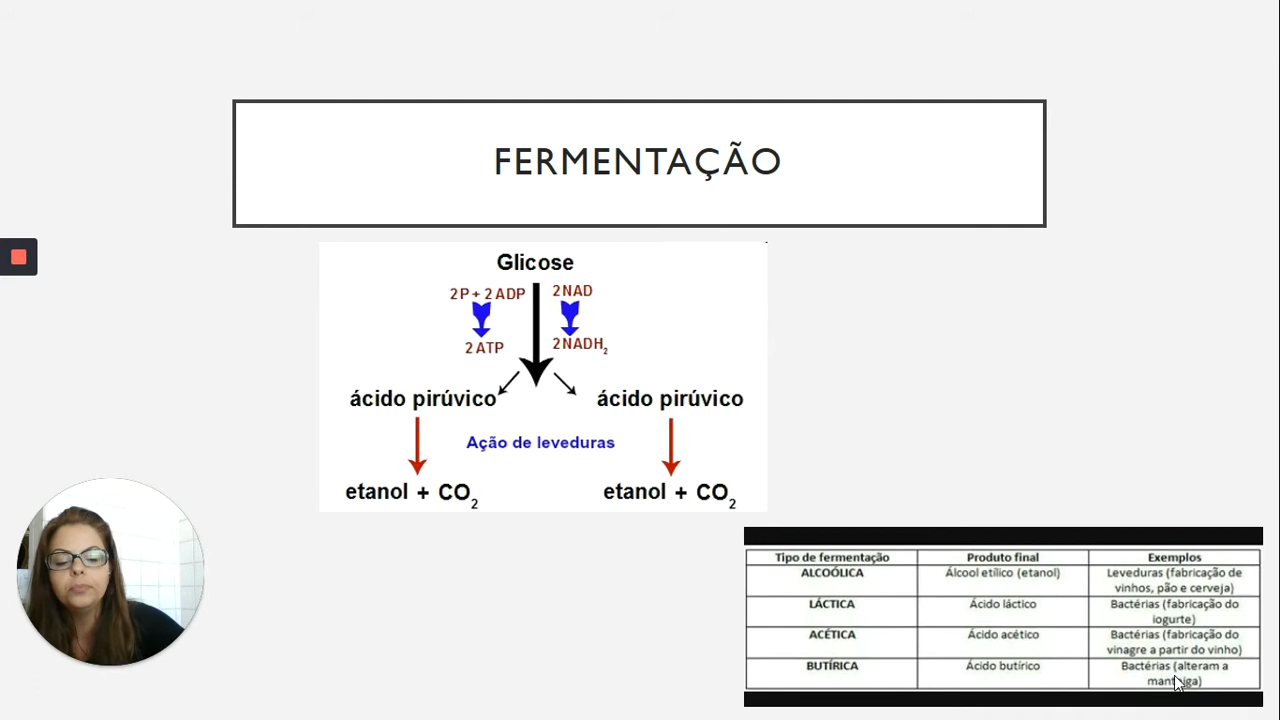 FERMENTAÇÃO
Glicose
2P + 2 ADP
2NAD
2 ATP
2NADH2
ácido pirúvico
ácido pirúvico
Ação de leveduras
etanol + CO2
etanol + CO2
Tipo de fermentação Produto final Exemplos
ALCOÓLICA Álcool etílico (etanol) Leveduras (fabricação de
vinhos, pão e cerveja)
LÁCTICA Ácido láctico Bactérias (fabricação do
iogurte)
ACÉTICA Ácido acético Bactérias (fabricação do
vinagre a partir do vinho)
BUTÍRICA Ácido butírico Bactérias (alteram a
manteiga)